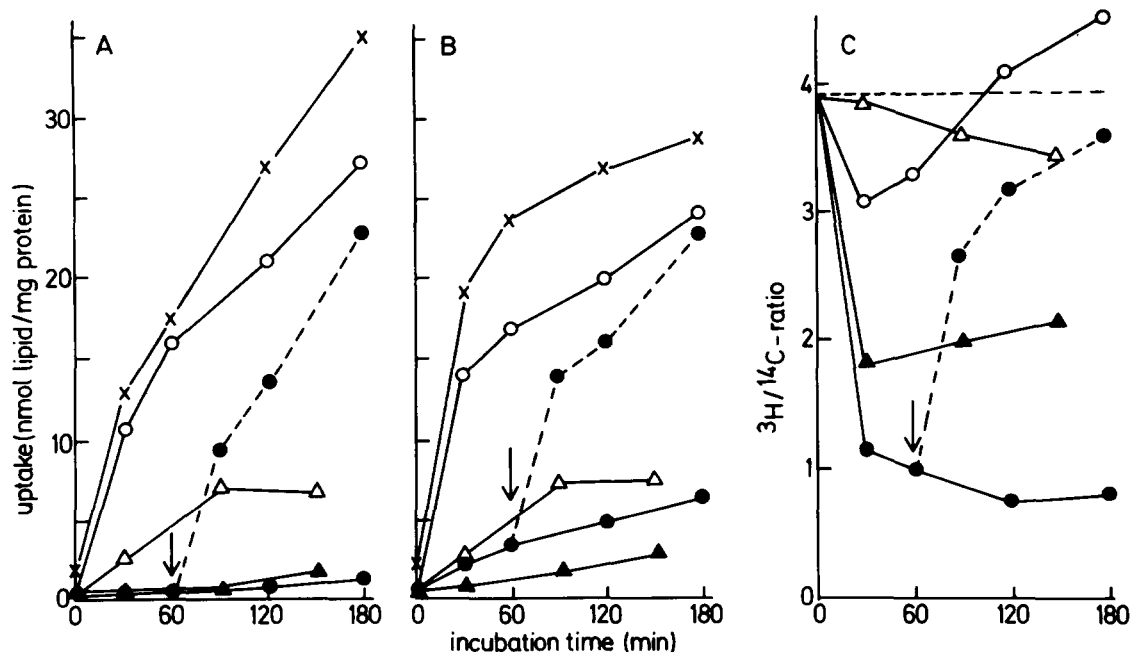 A
B
C
uptake (nmol lipid/mg protein)
30
20
10
0
0 60 120 180
0 60 120 180
incubation time (min)
³H/¹⁴C-ratio
4
3
2
1
0
0 60 120 180